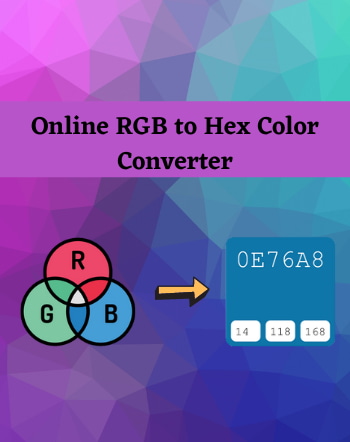 Online RGB to Hex Color
Converter
R
G B
0E76A8
14 118 168